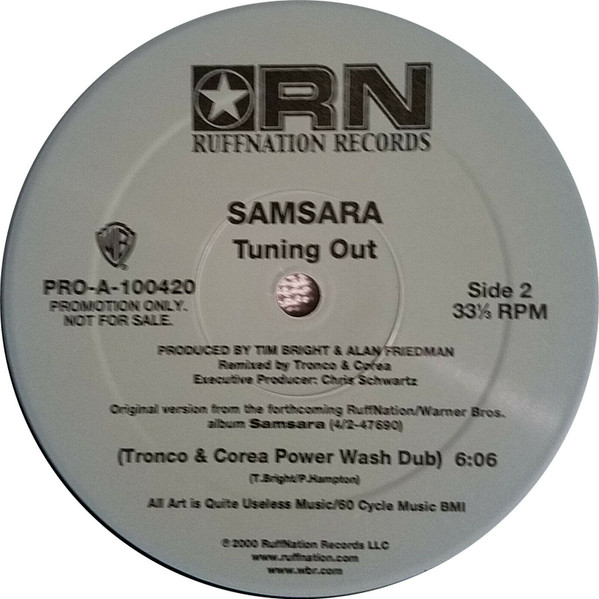 RN
RUFFNATION RECORDS
SAMSARA
Tuning Out
WB
PRO-A-100420
PROMOTION ONLY.
NOT FOR SALE.
Side 2
33⅓ RPM
PRODUCED BY TIM BRIGHT & ALAN FRIEDMAN
Remixed by Tronco & Corea
Executive Producer: Chris Schwartz
Original version from the forthcoming RuffNation/Warner Bros.
album Samsara (4/2-47690)
(Tronco & Corea Power Wash Dub) 6:06
(T.Bright/P.Hampton)
All Art is Quite Useless Music/60 Cycle Music BMI
℗ 2000 RuffNation Records LLC
www.ruffnation.com
www.wbr.com